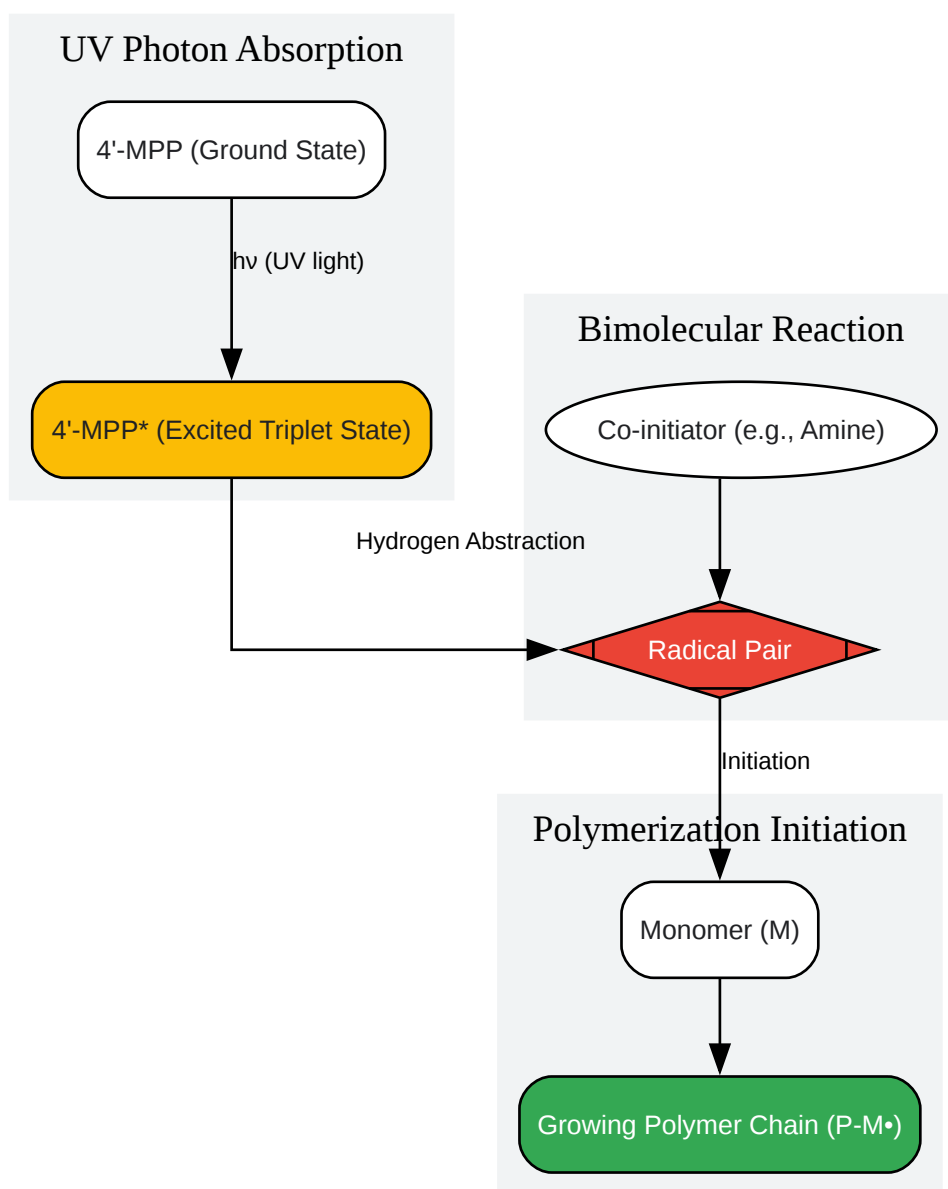 UV Photon Absorption
4'-MPP (Ground State)
hν (UV light)
4'-MPP* (Excited Triplet State)
Bimolecular Reaction
Co-initiator (e.g., Amine)
Hydrogen Abstraction
Radical Pair
Initiation
Polymerization Initiation
Monomer (M)
Growing Polymer Chain (P-M•)